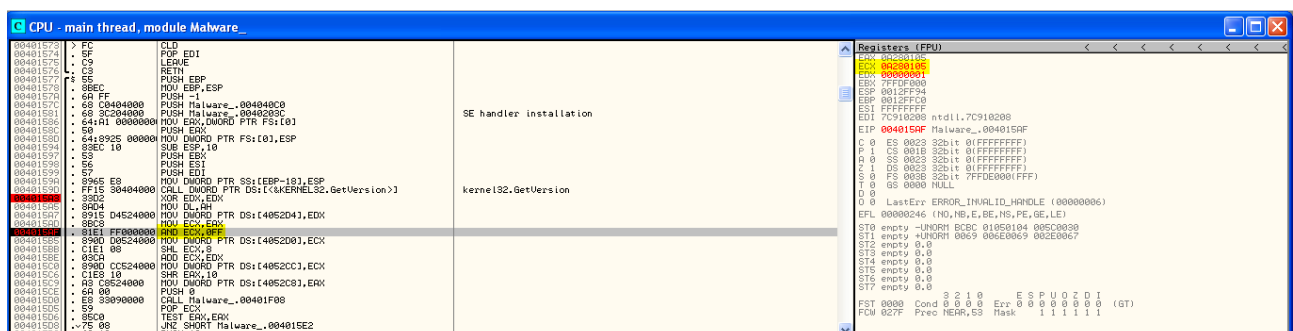 CPU - main thread, module Malware_
00401573 > FC CLD
00401574 . 5F POP EDI
00401575 . C9 LEAVE
00401576 . C3 RETN
00401577 $ 55 PUSH EBP
00401578 . 8BEC MOV EBP,ESP
0040157A . 6A FF PUSH -1
0040157C . 68 C0404000 PUSH Malware_.004040C0
00401581 . 68 3C204000 PUSH Malware_.0040203C SE handler installation
00401586 . 64:A1 0000000 MOV EAX,DWORD PTR FS:[0]
0040158C . 50 PUSH EAX
0040158D . 64:8925 000000 MOV DWORD PTR FS:[0],ESP
00401594 . 83EC 10 SUB ESP,10
00401597 . 53 PUSH EBX
00401598 . 56 PUSH ESI
00401599 . 57 PUSH EDI
0040159A . 8965 E8 MOV DWORD PTR SS:[EBP-18],ESP
0040159D . FF15 30404000 CALL DWORD PTR DS:[<&KERNEL32.GetVersion>] kernel32.GetVersion
004015A3 . 33D2 XOR EDX,EDX
004015A5 . 8AD4 MOV DL,AH
004015A7 . 8915 D4524000 MOV DWORD PTR DS:[4052D4],EDX
004015AD . 8BC8 MOV ECX,EAX
004015AF . 81E1 FF000000 AND ECX,0FF
004015B5 . 890D D0524000 MOV DWORD PTR DS:[4052D0],ECX
004015BB . C1E1 08 SHL ECX,8
004015BE . 03CA ADD ECX,EDX
004015C0 . 890D CC524000 MOV DWORD PTR DS:[4052CC],ECX
004015C6 . C1E8 10 SHR EAX,10
004015C9 . A3 C8524000 MOV DWORD PTR DS:[4052C8],EAX
004015CE . 6A 00 PUSH 0
004015D0 . E8 33090000 CALL Malware_.00401F08
004015D5 . 59 POP ECX
004015D6 . 85C0 TEST EAX,EAX
004015D8 .v75 08 JNZ SHORT Malware_.004015E2
Registers (FPU) < < < < < < < <
EAX 0A280105
ECX 0A280105
EDX 00000001
EBX 7FFDF000
ESP 0012FF94
EBP 0012FFC0
ESI FFFFFFFF
EDI 7C910208 ntdll.7C910208
EIP 004015AF Malware_.004015AF
C 0 ES 0023 32bit 0(FFFFFFFF)
P 1 CS 001B 32bit 0(FFFFFFFF)
A 0 SS 0023 32bit 0(FFFFFFFF)
Z 1 DS 0023 32bit 0(FFFFFFFF)
S 0 FS 003B 32bit 7FFDE000(FFF)
T 0 GS 0000 NULL
D 0
O 0 LastErr ERROR_INVALID_HANDLE (00000006)
EFL 00000246 (NO,NB,E,BE,NS,PE,GE,LE)
ST0 empty -UNORM BCBC 01050104 005C0030
ST1 empty +UNORM 0069 006E0069 002E0067
ST2 empty 0.0
ST3 empty 0.0
ST4 empty 0.0
ST5 empty 0.0
ST6 empty 0.0
ST7 empty 0.0
3 2 1 0 E S P U O Z D I
FST 0000 Cond 0 0 0 0 Err 0 0 0 0 0 0 0 0 (GT)
FCW 027F Prec NEAR,53 Mask 1 1 1 1 1 1